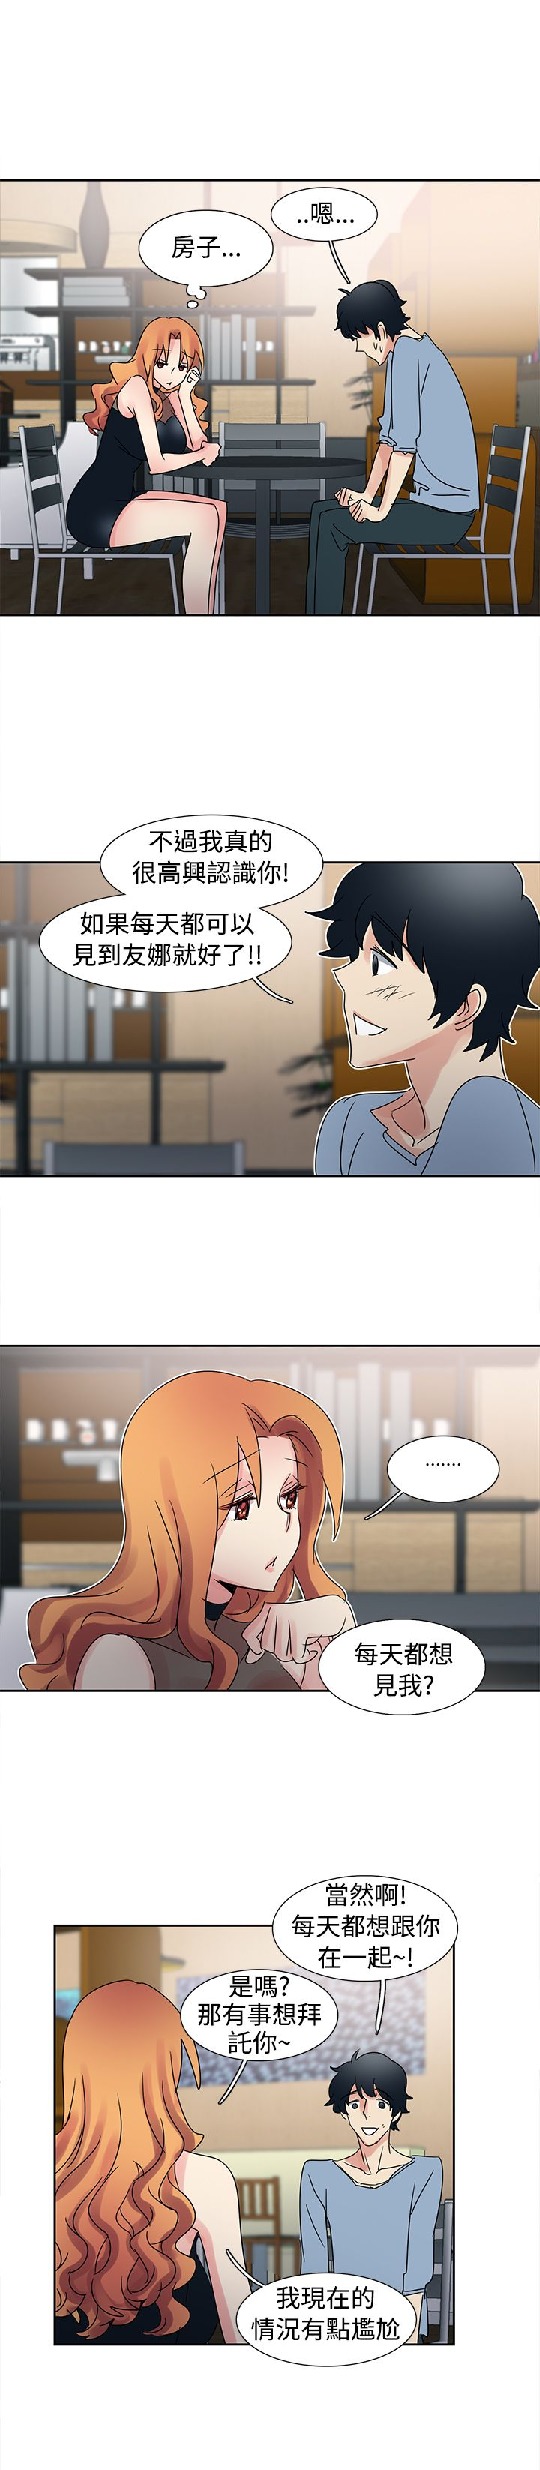 ..嗯...
房子...
不過我真的
很高興認識你!
如果每天都可以
見到友娜就好了!!
.......
每天都想
見我?
當然啊!
每天都想跟你
在一起~!
是嗎?
那有事想拜
託你~
我現在的
情況有點尷尬